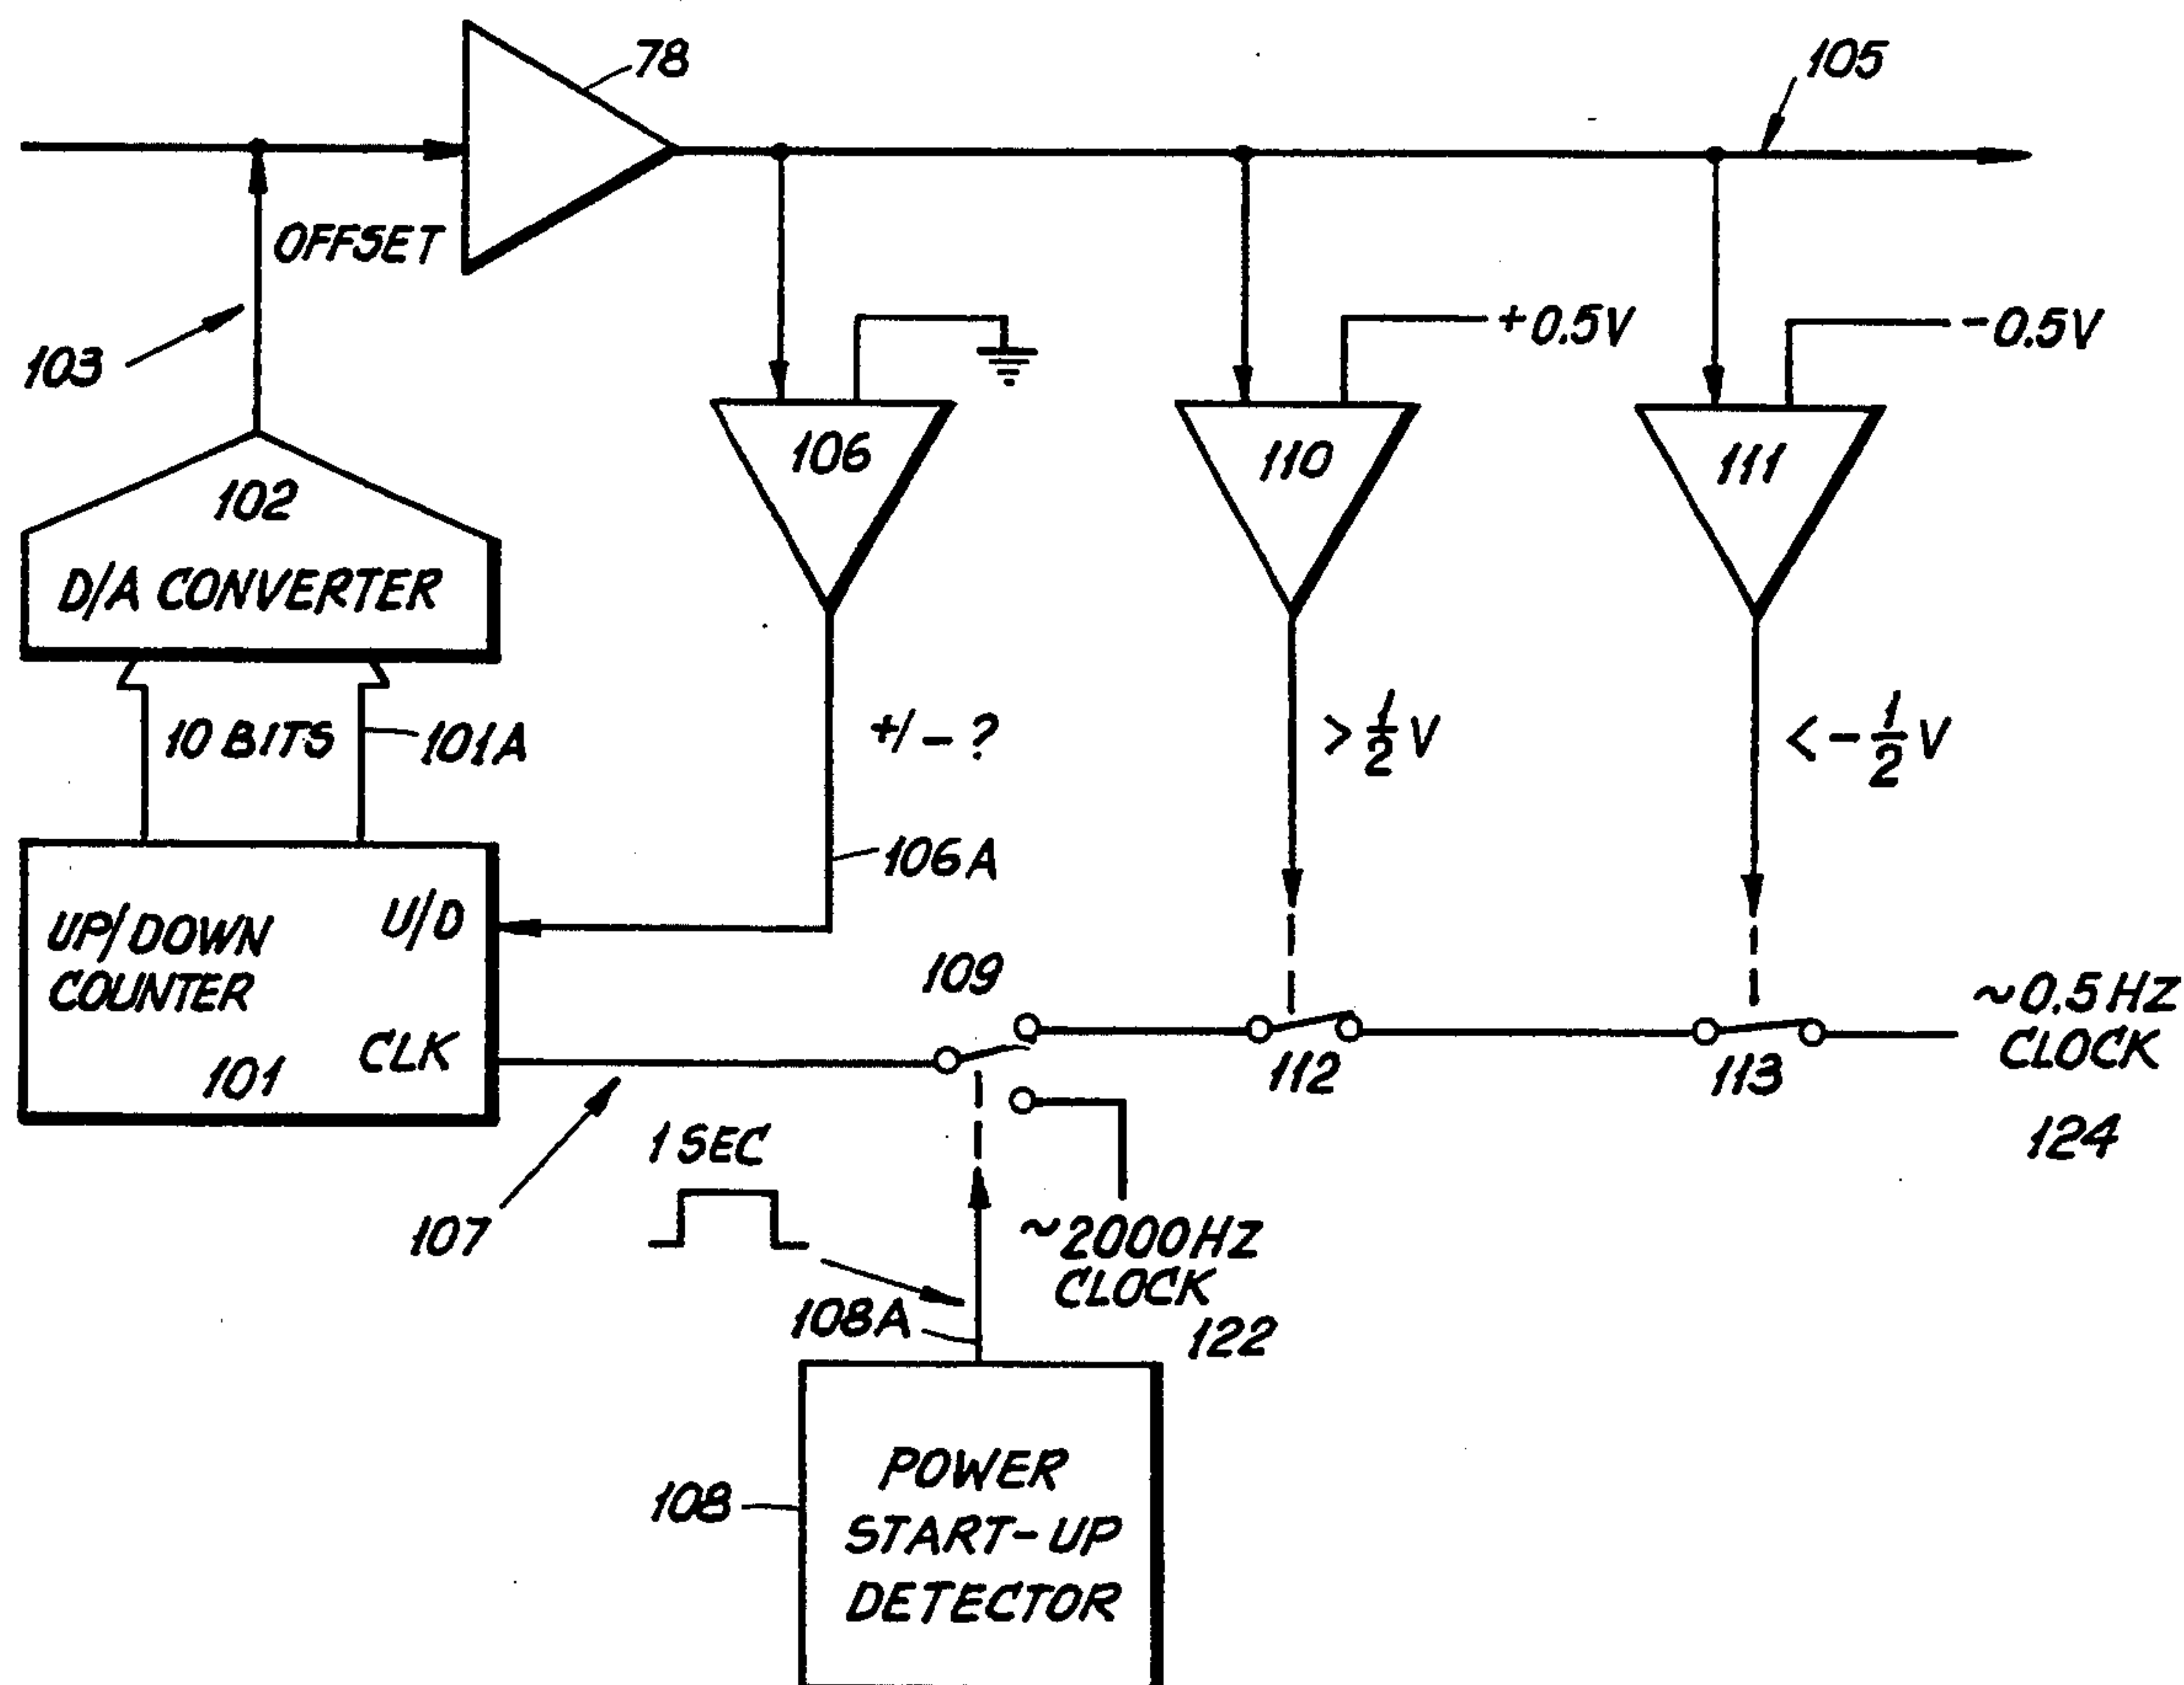 78
105
OFFSET
103
+0.5V
-0.5V
102
D/A CONVERTER
106
110
111
10 BITS
101A
+/- ?
> 1/2 V
< - 1/2 V
106A
UP/DOWN
COUNTER
U/D
CLK
101
109
112
113
~0.5 HZ
CLOCK
124
1 SEC
107
~2000 HZ
CLOCK
122
108A
108
POWER
START-UP
DETECTOR